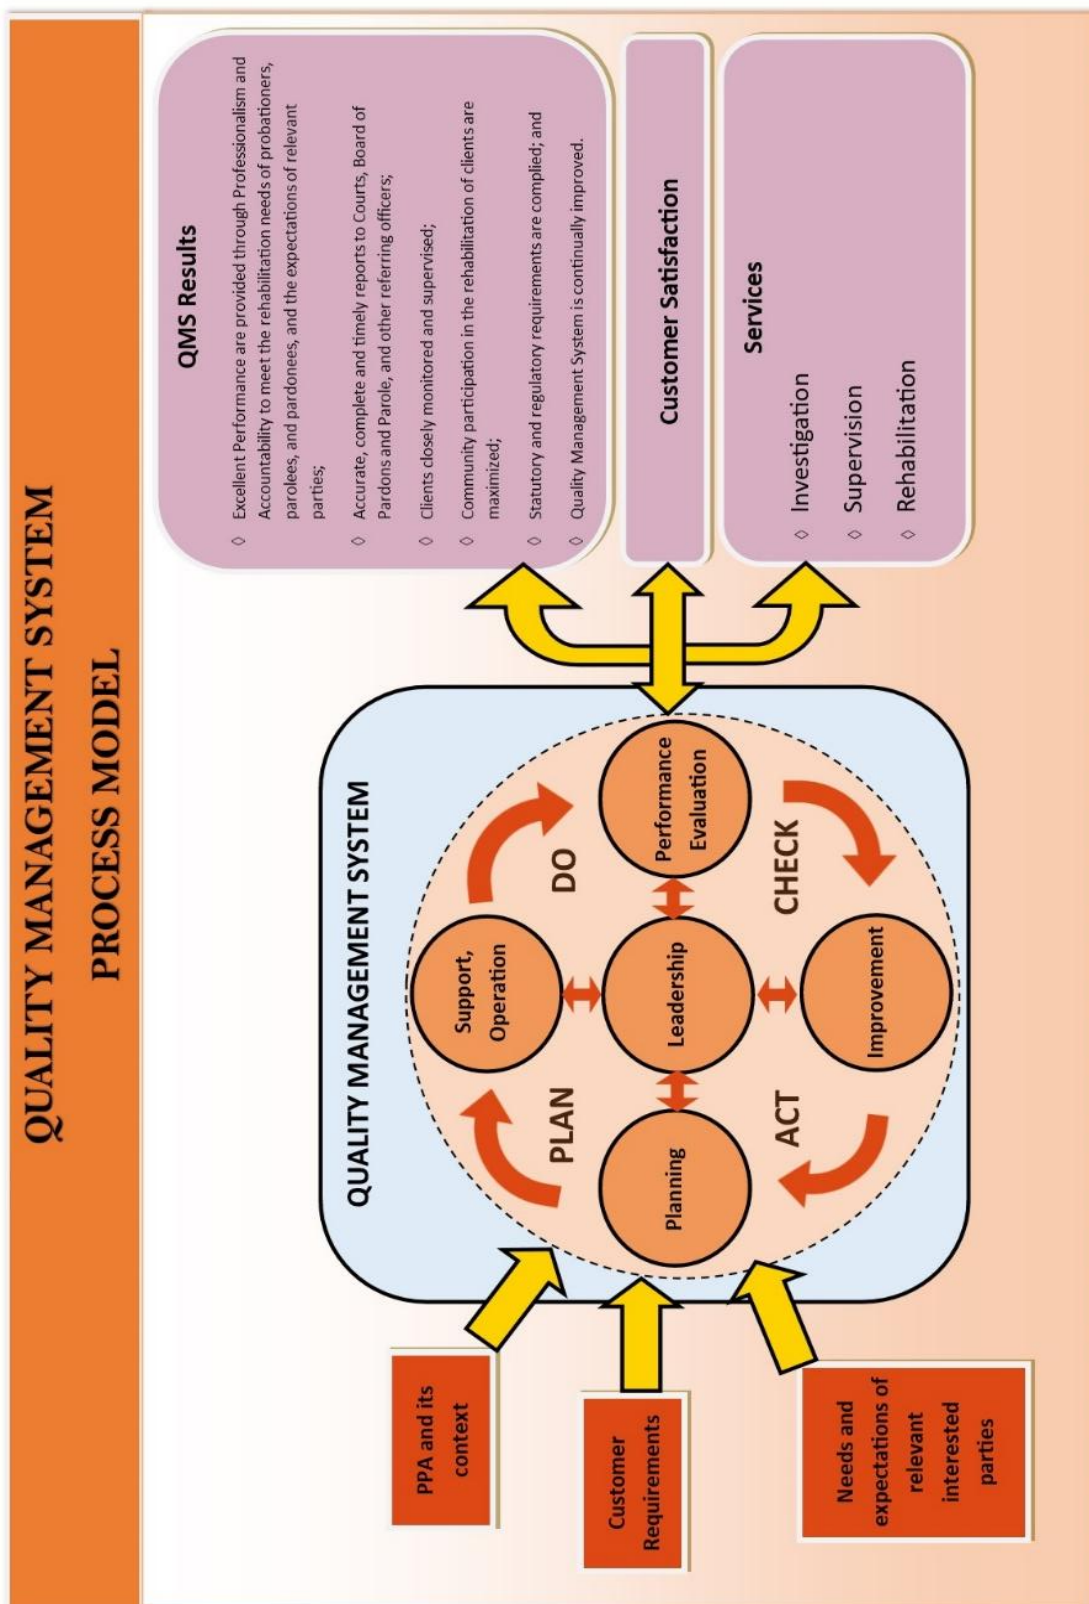 QUALITY MANAGEMENT SYSTEM
PROCESS MODEL
PPA and its
context
Customer
Requirements
Needs and
expectations of
relevant
interested
parties
QUALITY MANAGEMENT SYSTEM
PLAN
DO
Support,
Operation
Planning
Leadership
Performance
Evaluation
ACT
CHECK
Improvement
QMS Results
◊ Excellent Performance are provided through Professionalism and
Accountability to meet the rehabilitation needs of probationers,
parolees, and pardonees, and the expectations of relevant
parties;
◊ Accurate, complete and timely reports to Courts, Board of
Pardons and Parole, and other referring officers;
◊ Clients closely monitored and supervised;
◊ Community participation in the rehabilitation of clients are
maximized;
◊ Statutory and regulatory requirements are complied; and
◊ Quality Management System is continually improved.
Customer Satisfaction
Services
◊ Investigation
◊ Supervision
◊ Rehabilitation